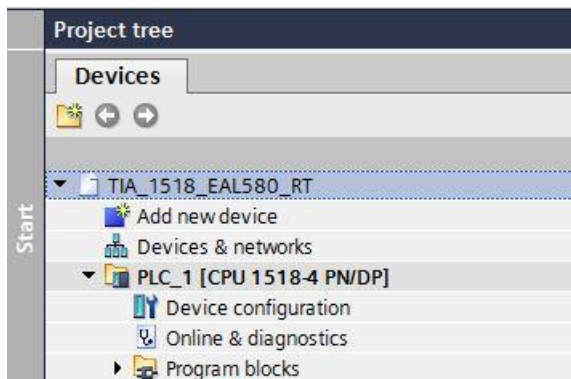 Project tree
Devices
Start
TIA_1518_EAL580_RT
Add new device
Devices & networks
PLC_1 [CPU 1518-4 PN/DP]
Device configuration
Online & diagnostics
Program blocks